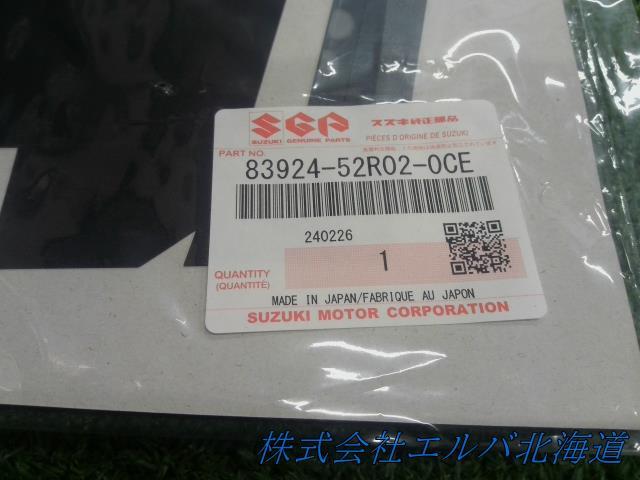 SGP
スズキ純正部品
SUZUKI GENUINE PARTS
PIÈCES D'ORIGINE DE SUZUKI
PART NO.
83924-52R02-0CE
240226
QUANTITY
(QUANTITÉ)
1
MADE IN JAPAN/FABRIQUE AU JAPON
SUZUKI MOTOR CORPORATION
株式会社エルバ北海道